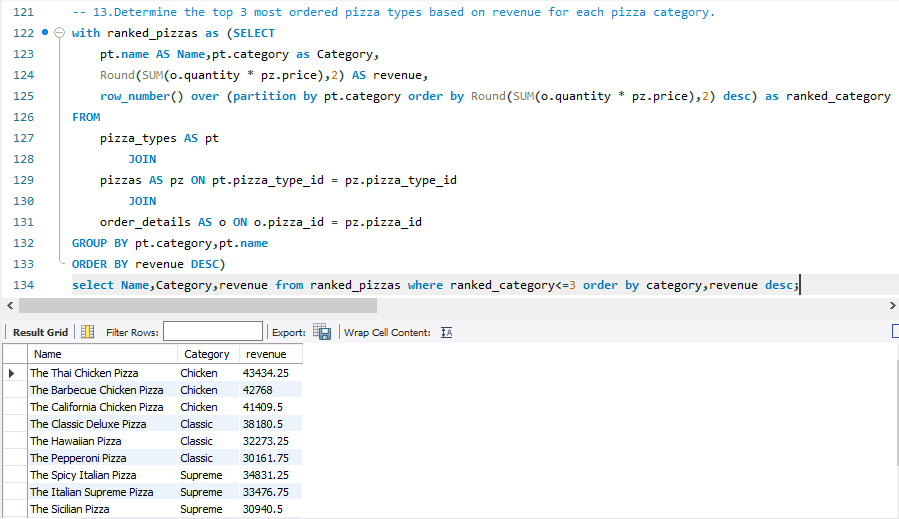 121 -- 13.Determine the top 3 most ordered pizza types based on revenue for each pizza category.
122 with ranked_pizzas as (SELECT
123 pt.name AS Name,pt.category as Category,
124 Round(SUM(o.quantity * pz.price),2) AS revenue,
125 row_number() over (partition by pt.category order by Round(SUM(o.quantity * pz.price),2) desc) as ranked_category
126 FROM
127 pizza_types AS pt
128 JOIN
129 pizzas AS pz ON pt.pizza_type_id = pz.pizza_type_id
130 JOIN
131 order_details AS o ON o.pizza_id = pz.pizza_id
132 GROUP BY pt.category,pt.name
133 ORDER BY revenue DESC)
134 select Name,Category,revenue from ranked_pizzas where ranked_category<=3 order by category,revenue desc;
Result Grid Filter Rows: Export: Wrap Cell Content:
Name Category revenue
The Thai Chicken Pizza Chicken 43434.25
The Barbecue Chicken Pizza Chicken 42768
The California Chicken Pizza Chicken 41409.5
The Classic Deluxe Pizza Classic 38180.5
The Hawaiian Pizza Classic 32273.25
The Pepperoni Pizza Classic 30161.75
The Spicy Italian Pizza Supreme 34831.25
The Italian Supreme Pizza Supreme 33476.75
The Sicilian Pizza Supreme 30940.5